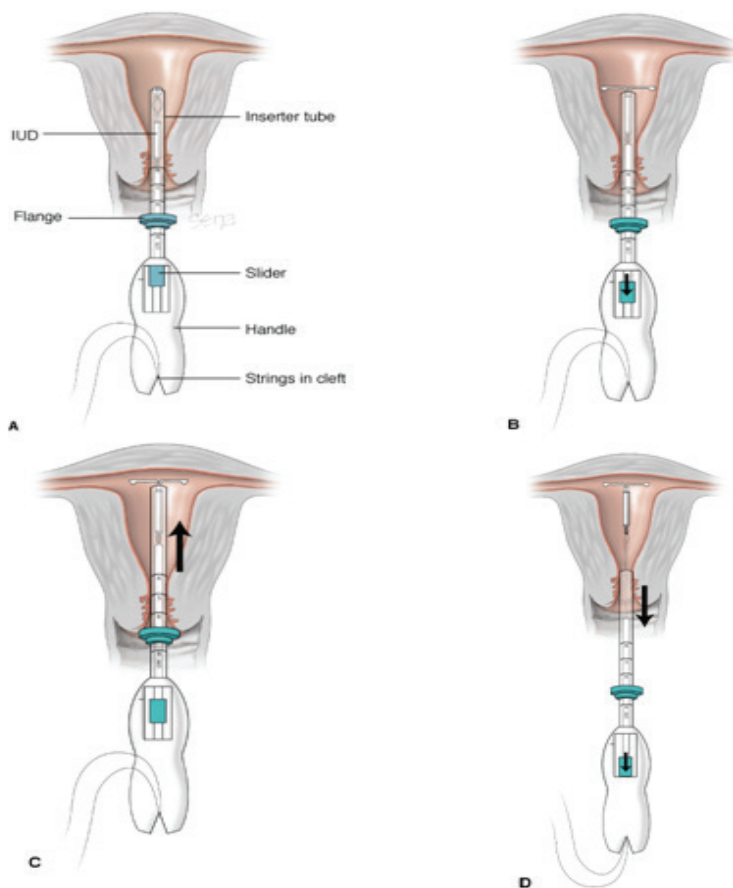 IUD
Inserter tube
Flange
Slider
Handle
Strings in cleft
A
B
C
D